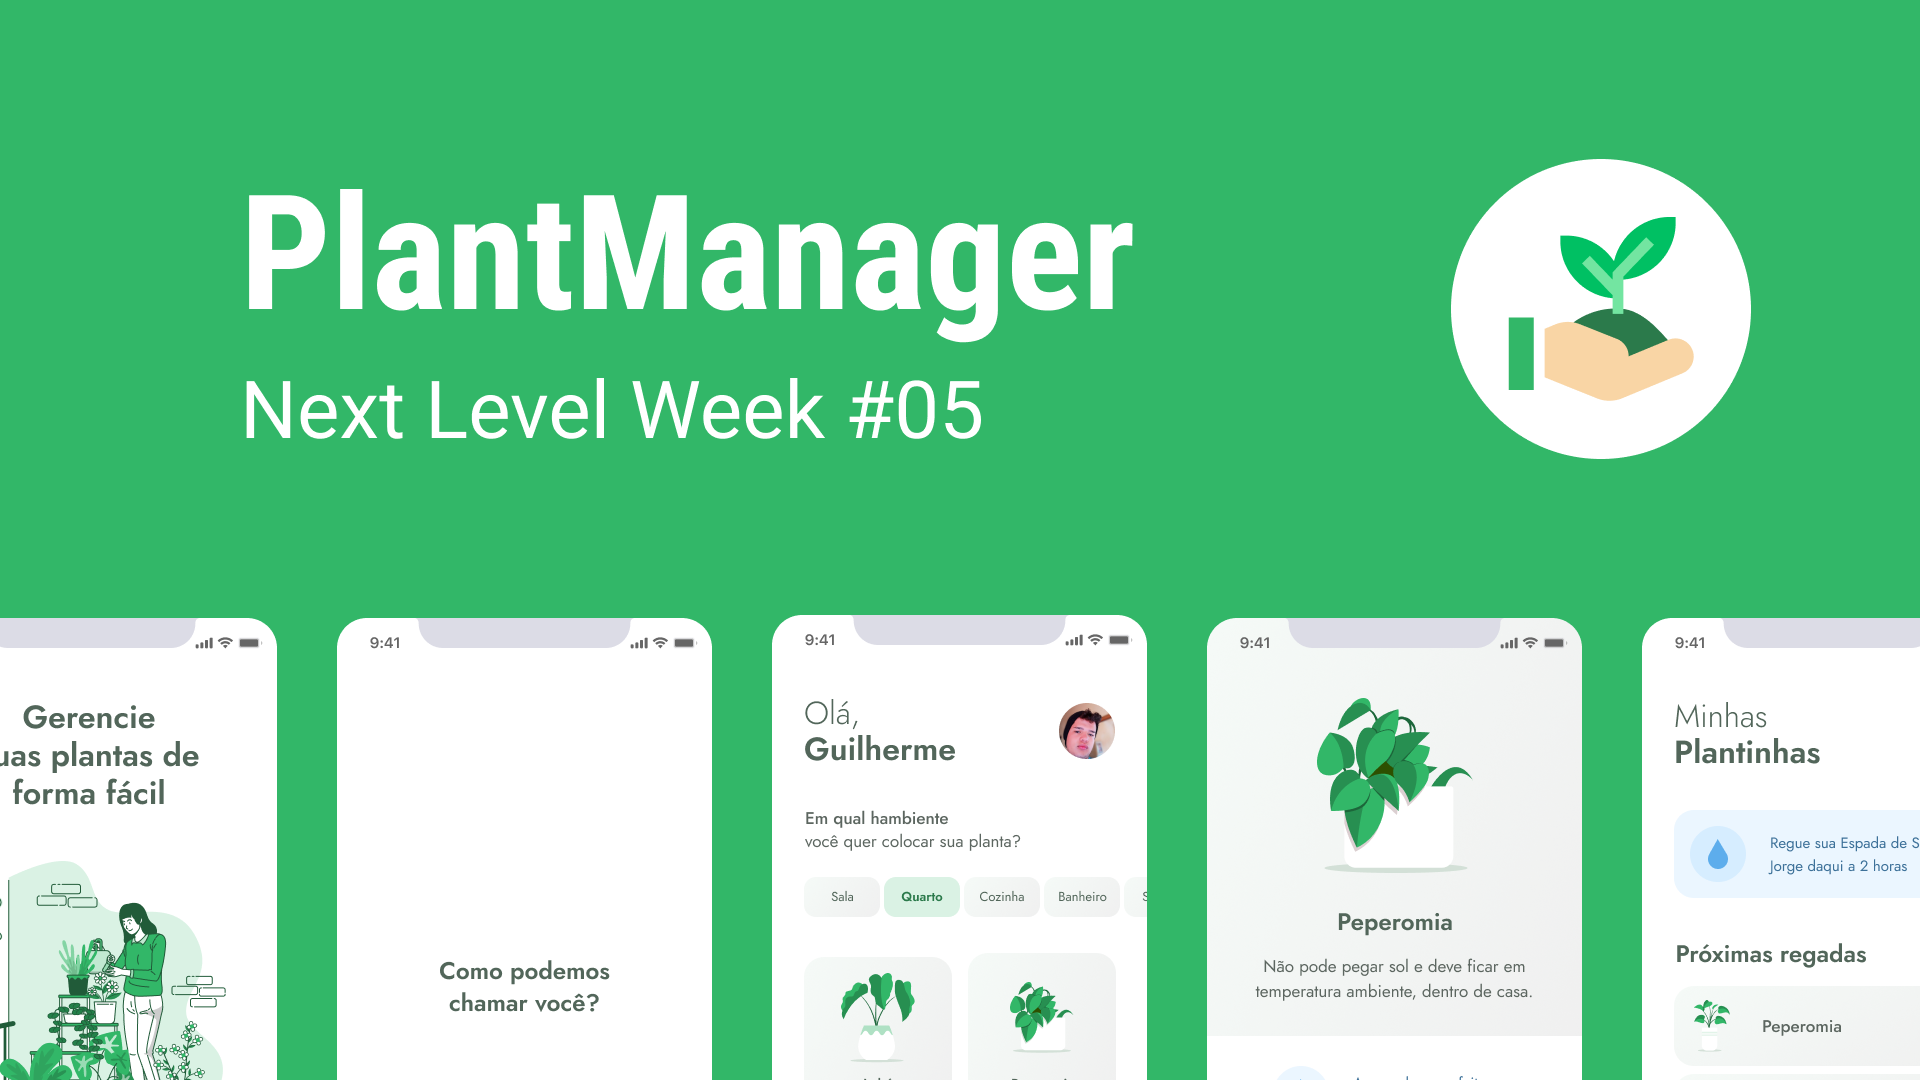 PlantManager
Next Level Week #05
Gerencie
plantas de
forma fácil
9:41
Como podemos
chamar você?
9:41
Olá,
Guilherme
Em qual hambiente
você quer colocar sua planta?
Sala
Quarto
Cozinha
Banheiro
9:41
Peperomia
Não pode pegar sol e deve ficar em
temperatura ambiente, dentro de casa.
9:41
Minhas
Plantinhas
Regue sua Espada de S
Jorge daqui a 2 horas
Próximas regadas
Peperomia